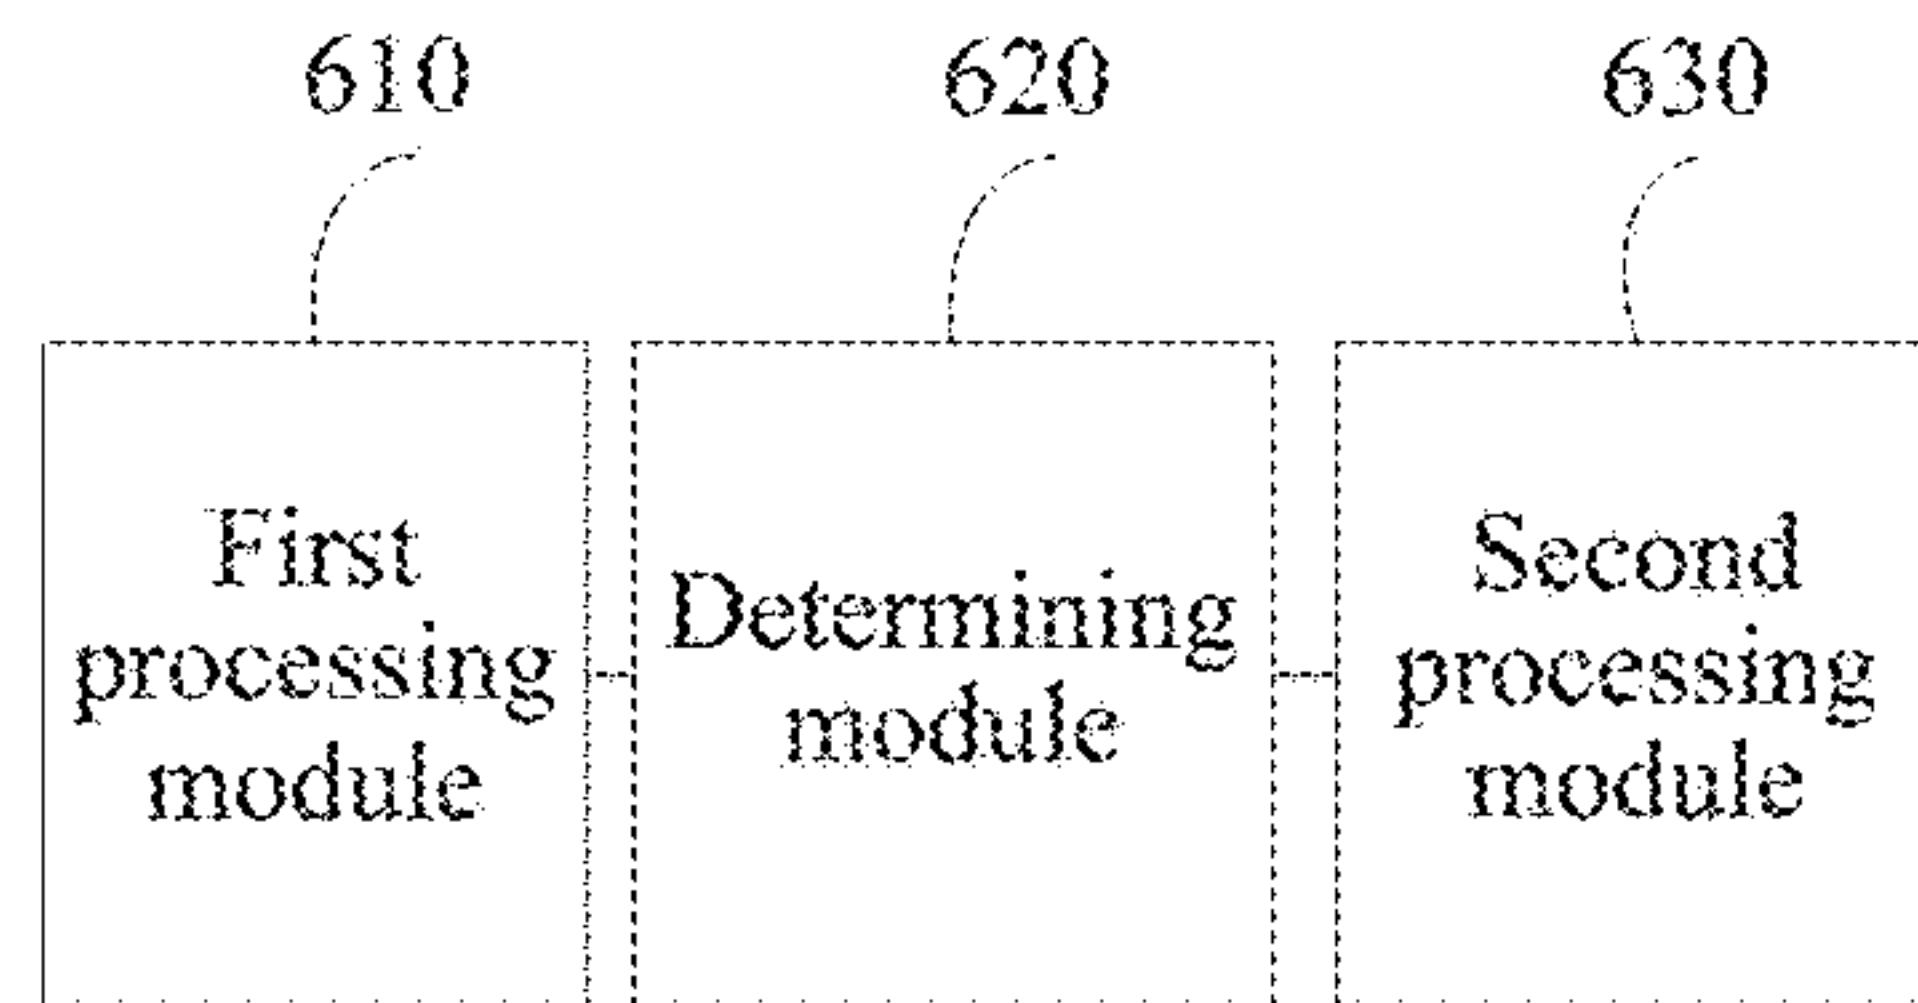 610
620
630
First
processing
module
Determining
module
Second
processing
module